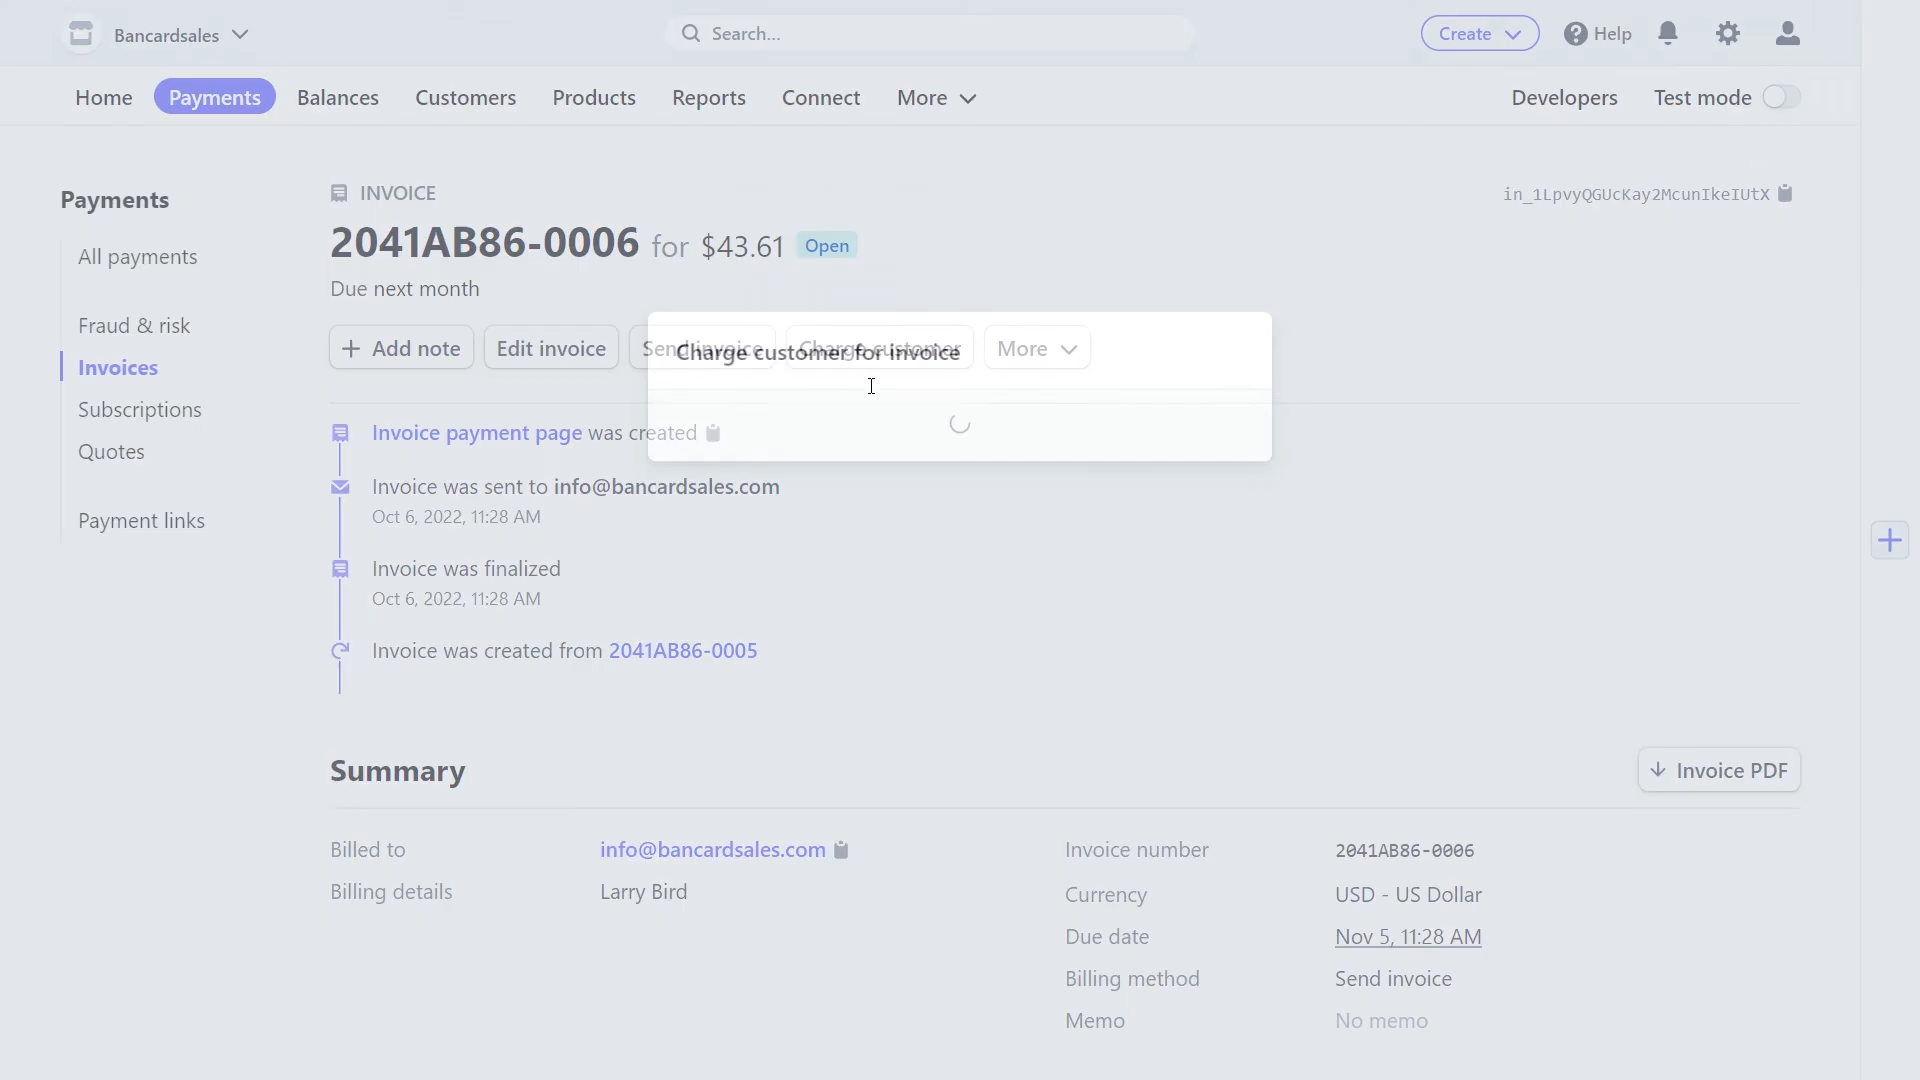 Bancardsales
Search...
Create
Help
Home
Payments
Balances
Customers
Products
Reports
Connect
More
Developers
Test mode
Payments
All payments
Fraud & risk
Invoices
Subscriptions
Quotes
Payment links
INVOICE
in_1LpvyQGUcKay2McunIkeIUtX
2041AB86-0006 for $43.61 Open
Due next month
Add note
Edit invoice
Send invoice
Charge customer
More
Charge customer for invoice
Invoice payment page was created
Invoice was sent to info@bancardsales.com
Oct 6, 2022, 11:28 AM
Invoice was finalized
Oct 6, 2022, 11:28 AM
Invoice was created from 2041AB86-0005
Summary
Invoice PDF
Billed to info@bancardsales.com
Billing details Larry Bird
Invoice number 2041AB86-0006
Currency USD - US Dollar
Due date Nov 5, 11:28 AM
Billing method Send invoice
Memo No memo